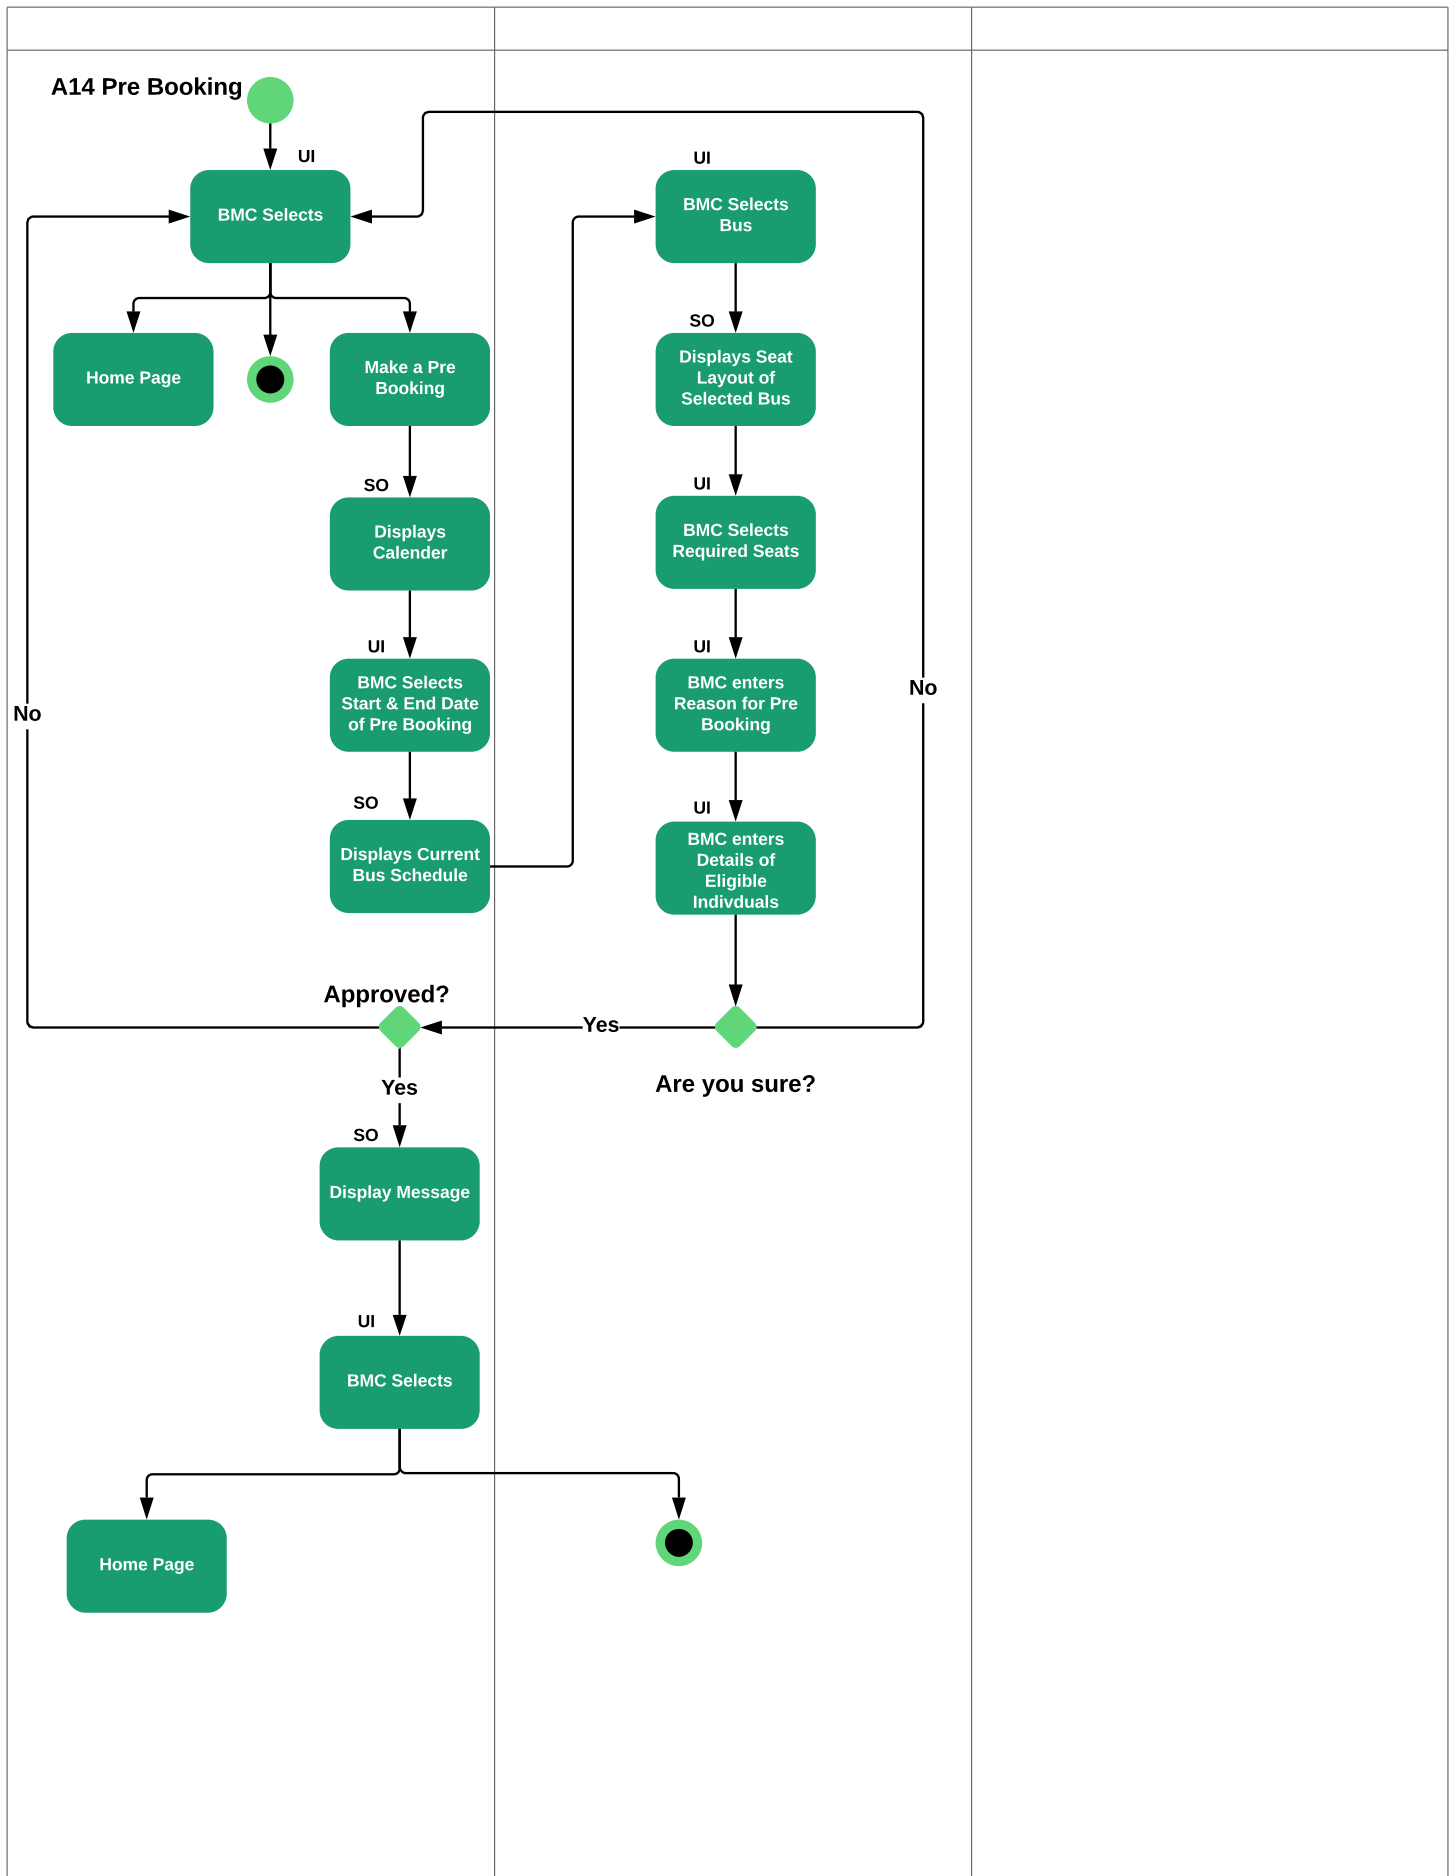 A14 Pre Booking
UI
BMC Selects
Home Page
Make a Pre
Booking
SO
Displays
Calender
UI
BMC Selects
Start & End Date
of Pre Booking
SO
Displays Current
Bus Schedule
UI
BMC Selects
Bus
SO
Displays Seat
Layout of
Selected Bus
UI
BMC Selects
Required Seats
UI
BMC enters
Reason for Pre
Booking
UI
BMC enters
Details of
Eligible
Indivduals
No
No
Are you sure?
Yes
Approved?
Yes
SO
Display Message
UI
BMC Selects
Home Page